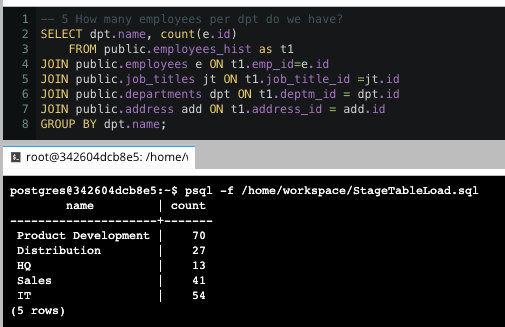 1 -- 5 How many employees per dpt do we have?
2 SELECT dpt.name, count(e.id)
3     FROM public.employees_hist as t1
4 JOIN public.employees e ON t1.emp_id=e.id
5 JOIN public.job_titles jt ON t1.job_title_id =jt.id
6 JOIN public.departments dpt ON t1.deptm_id = dpt.id
7 JOIN public.address add ON t1.address_id = add.id
8 GROUP BY dpt.name;
root@342604dcb8e5: /home/
postgres@342604dcb8e5:~$ psql -f /home/workspace/StageTableLoad.sql
        name         | count
---------------------+-------
 Product Development |    70
 Distribution        |    27
 HQ                  |    13
 Sales               |    41
 IT                  |    54
(5 rows)